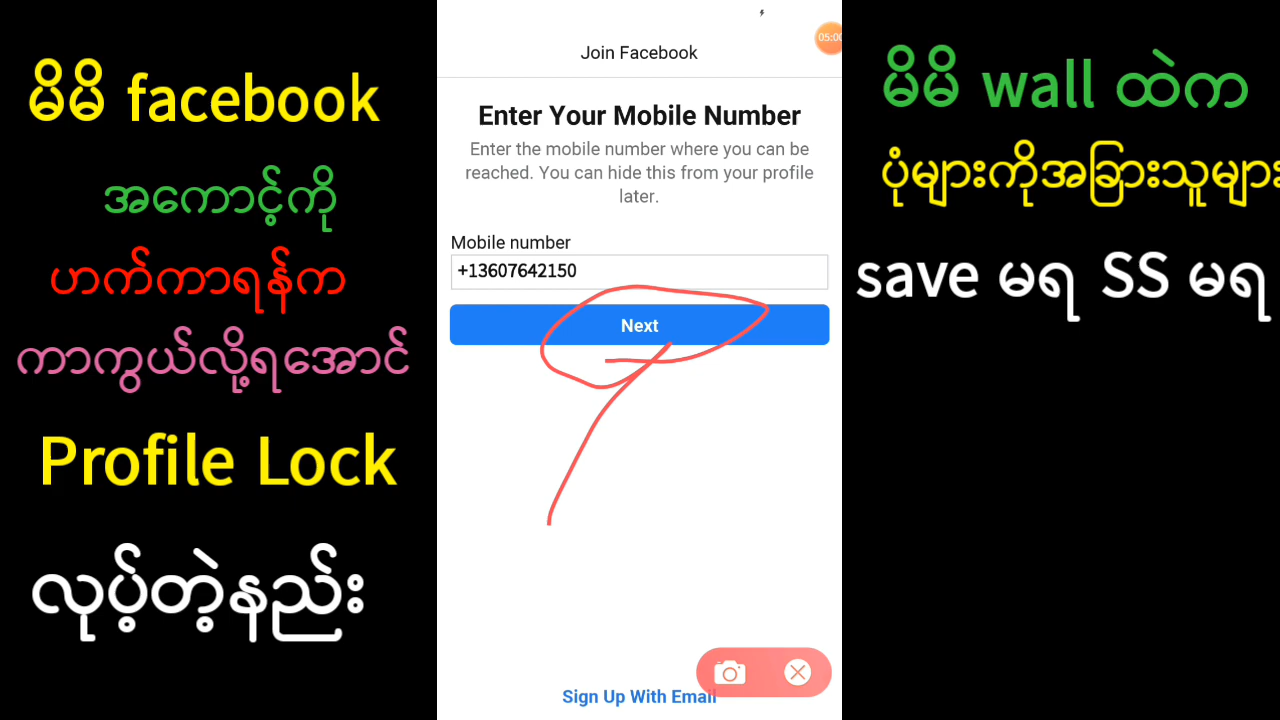 မိမိ facebook
အကောင့်ကို
ဟက်ကာရန်က
ကာကွယ်လို့ရအောင်
Profile Lock
လုပ့်တဲ့နည်း
05:00
Join Facebook
Enter Your Mobile Number
Enter the mobile number where you can be
reached. You can hide this from your profile
later.
Mobile number
+13607642150
Next
Sign Up With Email
မိမိ wall ထဲက
ပုံများကိုအခြားသူများ
save မရ SS မရ